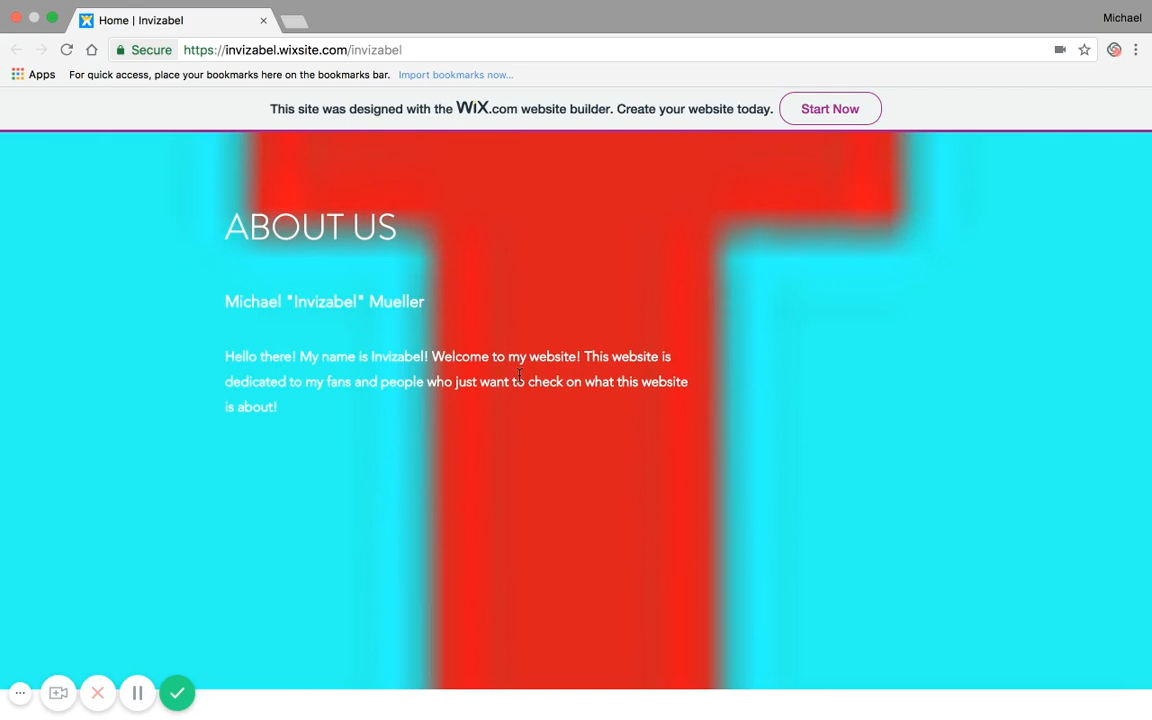 Home | Invizabel
Michael
Secure https://invizabel.wixsite.com/invizabel
Apps For quick access, place your bookmarks here on the bookmarks bar. Import bookmarks now...
This site was designed with the WiX.com website builder. Create your website today. Start Now
ABOUT US
Michael "Invizabel" Mueller
Hello there! My name is Invizabel! Welcome to my website! This website is
dedicated to my fans and people who just want to check on what this website
is about!